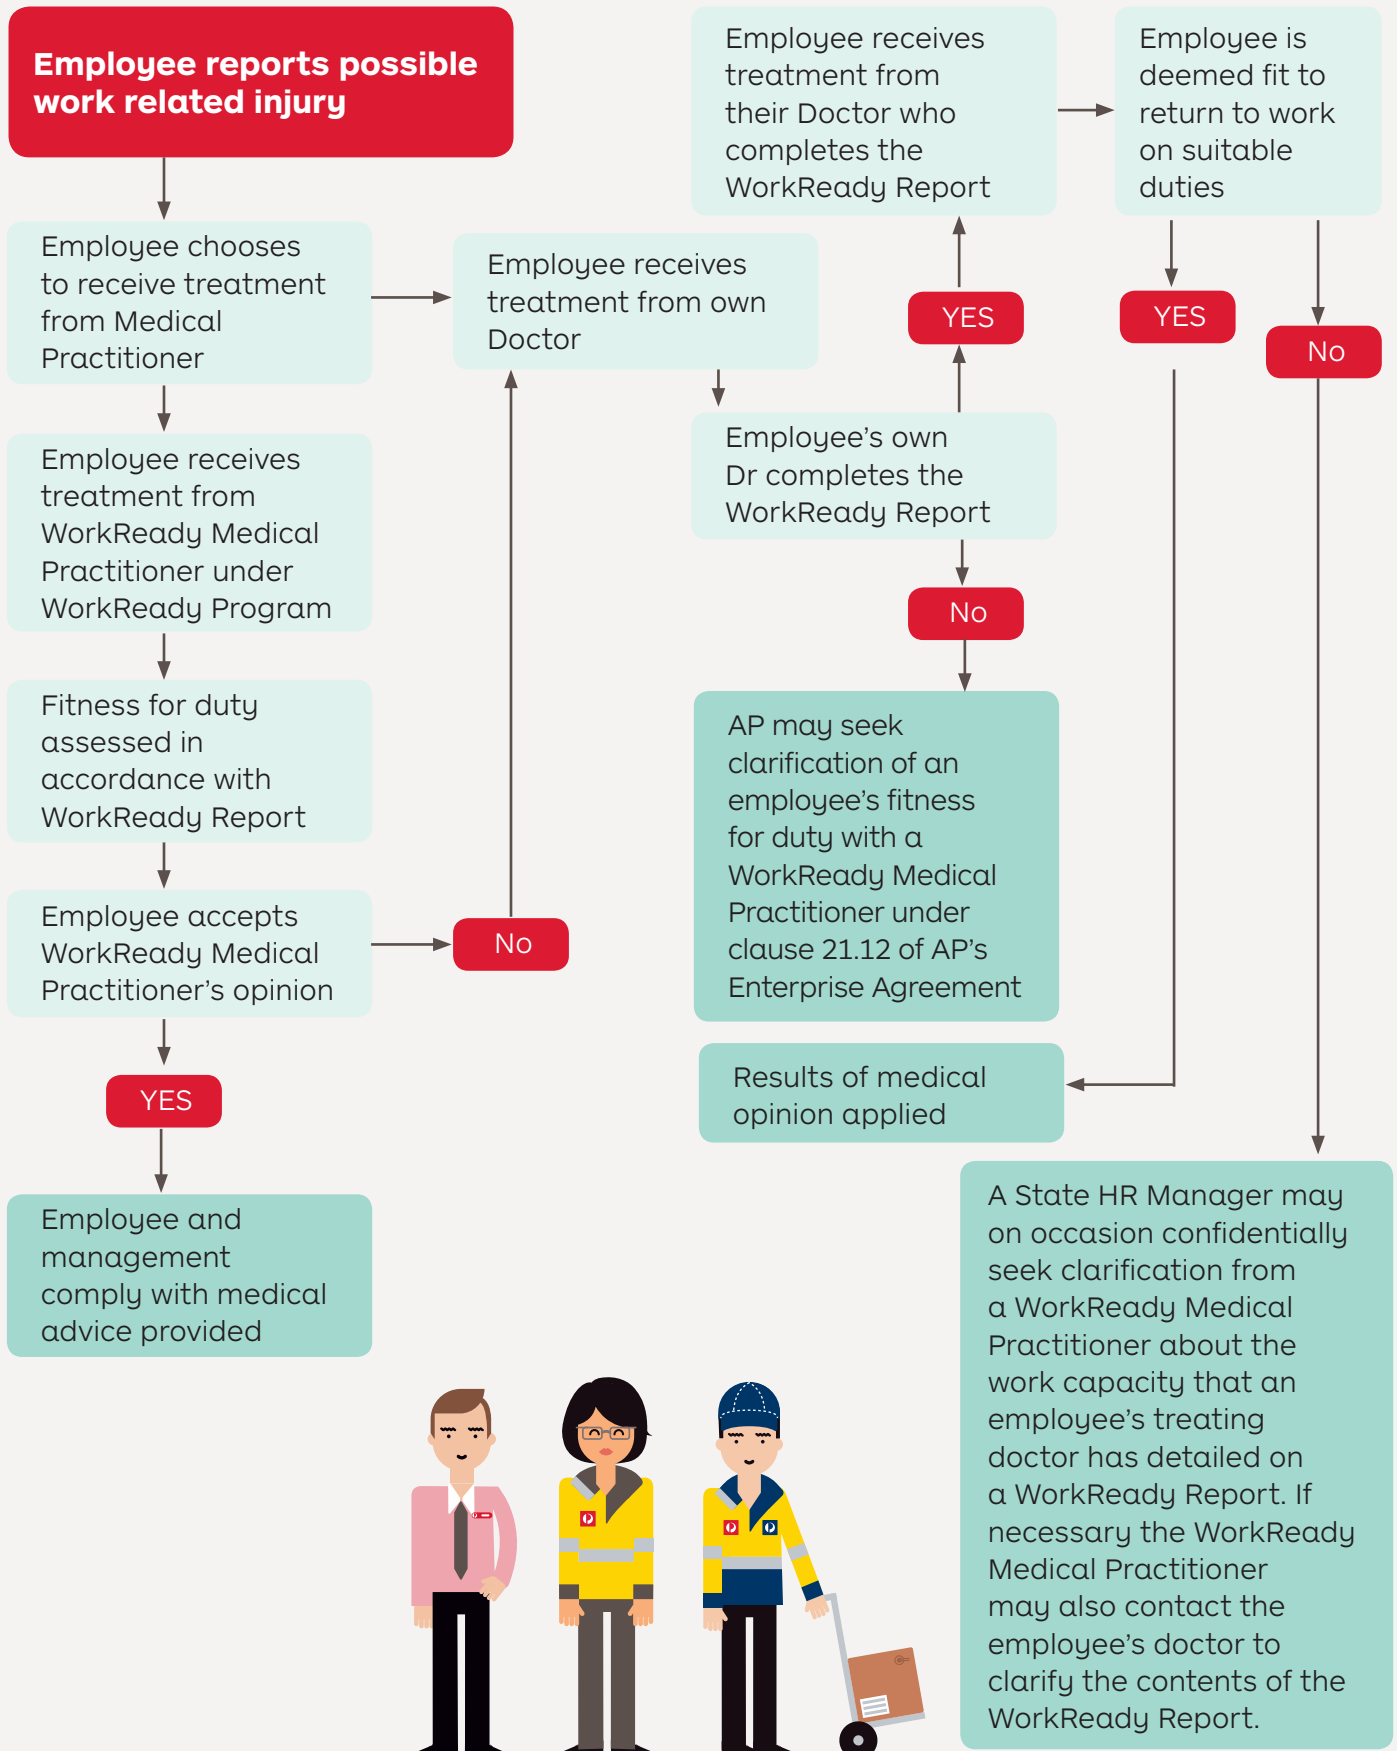 Employee reports possible
work related injury
Employee chooses
to receive treatment
from Medical
Practitioner
Employee receives
treatment from
WorkReady Medical
Practitioner under
WorkReady Program
Fitness for duty
assessed in
accordance with
WorkReady Report
Employee accepts
WorkReady Medical
Practitioner's opinion
No
YES
Employee and
management
comply with medical
advice provided
Employee receives
treatment from own
Doctor
Employee's own
Dr completes the
WorkReady Report
YES
Employee receives
treatment from
their Doctor who
completes the
WorkReady Report
No
AP may seek
clarification of an
employee's fitness
for duty with a
WorkReady Medical
Practitioner under
clause 21.12 of AP's
Enterprise Agreement
Employee is
deemed fit to
return to work
on suitable
duties
YES
No
Results of medical
opinion applied
A State HR Manager may
on occasion confidentially
seek clarification from
a WorkReady Medical
Practitioner about the
work capacity that an
employee's treating
doctor has detailed on
a WorkReady Report. If
necessary the WorkReady
Medical Practitioner
may also contact the
employee's doctor to
clarify the contents of the
WorkReady Report.